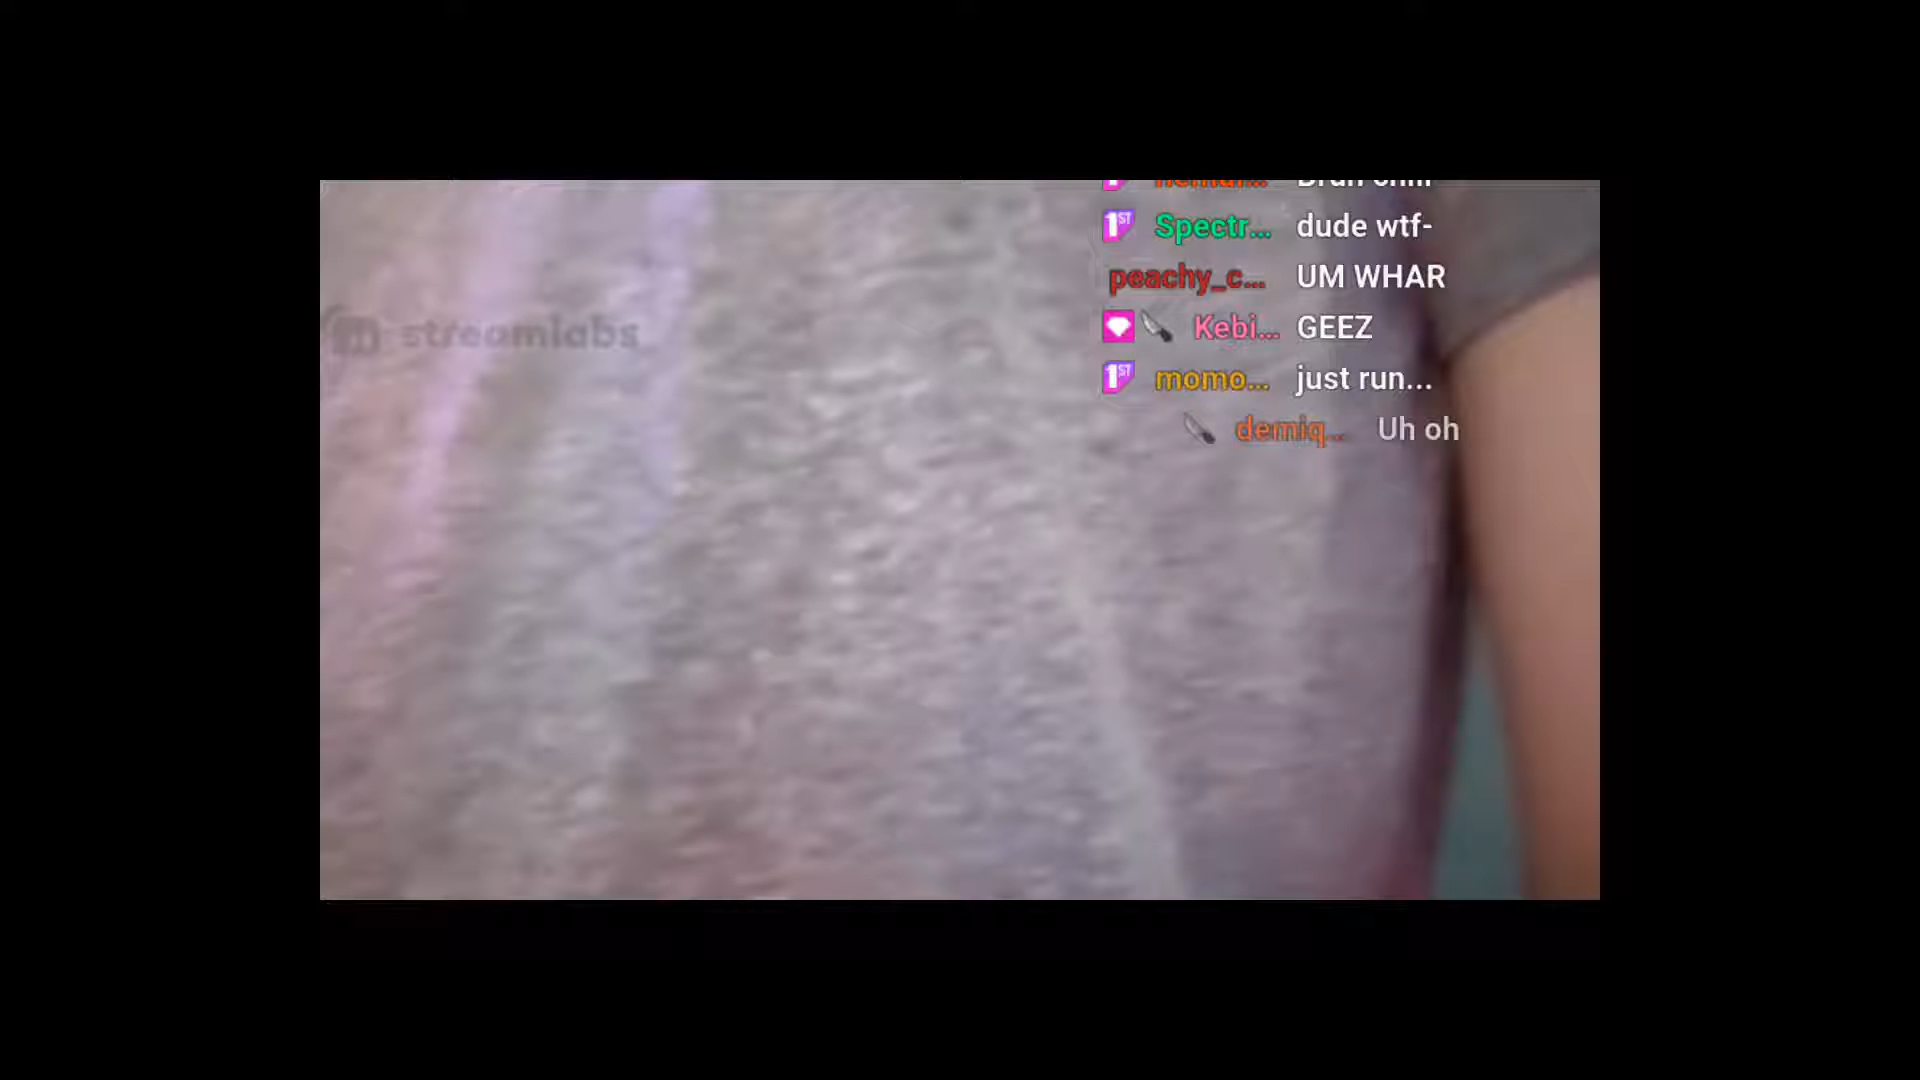 Spectr... dude wtf-
peachy_c... UM WHAR
streamlabs
Kebi... GEEZ
momo... just run...
demiq... Uh oh